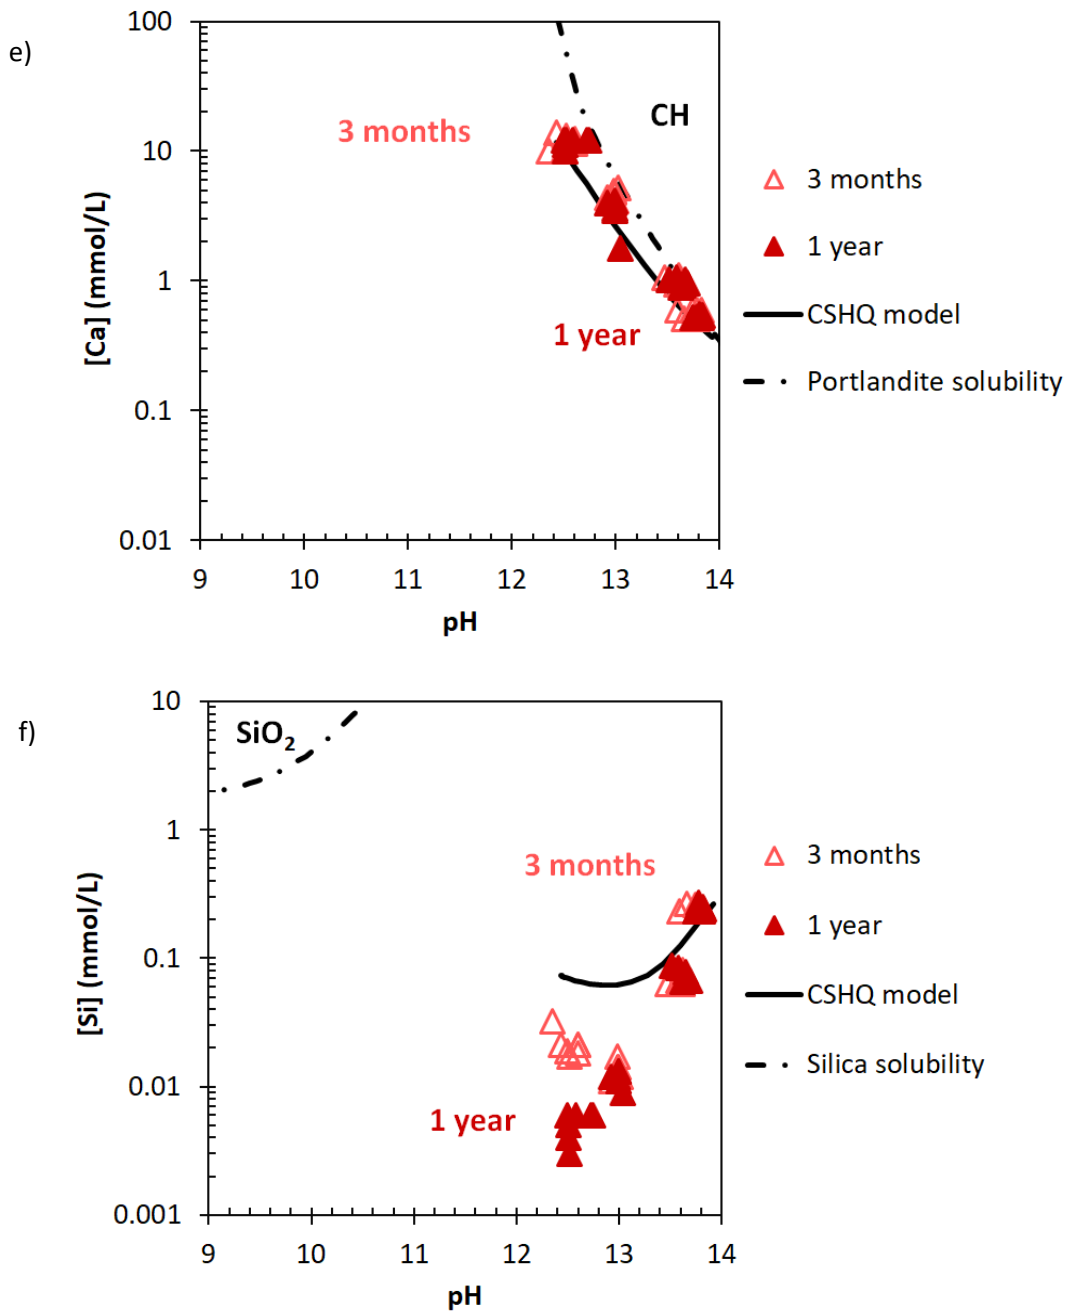 e)
100
10
1
0.1
0.01
[Ca] (mmol/L)
3 months
CH
1 year
9 10 11 12 13 14
pH
3 months
1 year
CSHQ model
Portlandite solubility
f)
10
1
0.1
0.01
0.001
[Si] (mmol/L)
SiO₂
3 months
1 year
9 10 11 12 13 14
pH
3 months
1 year
CSHQ model
Silica solubility